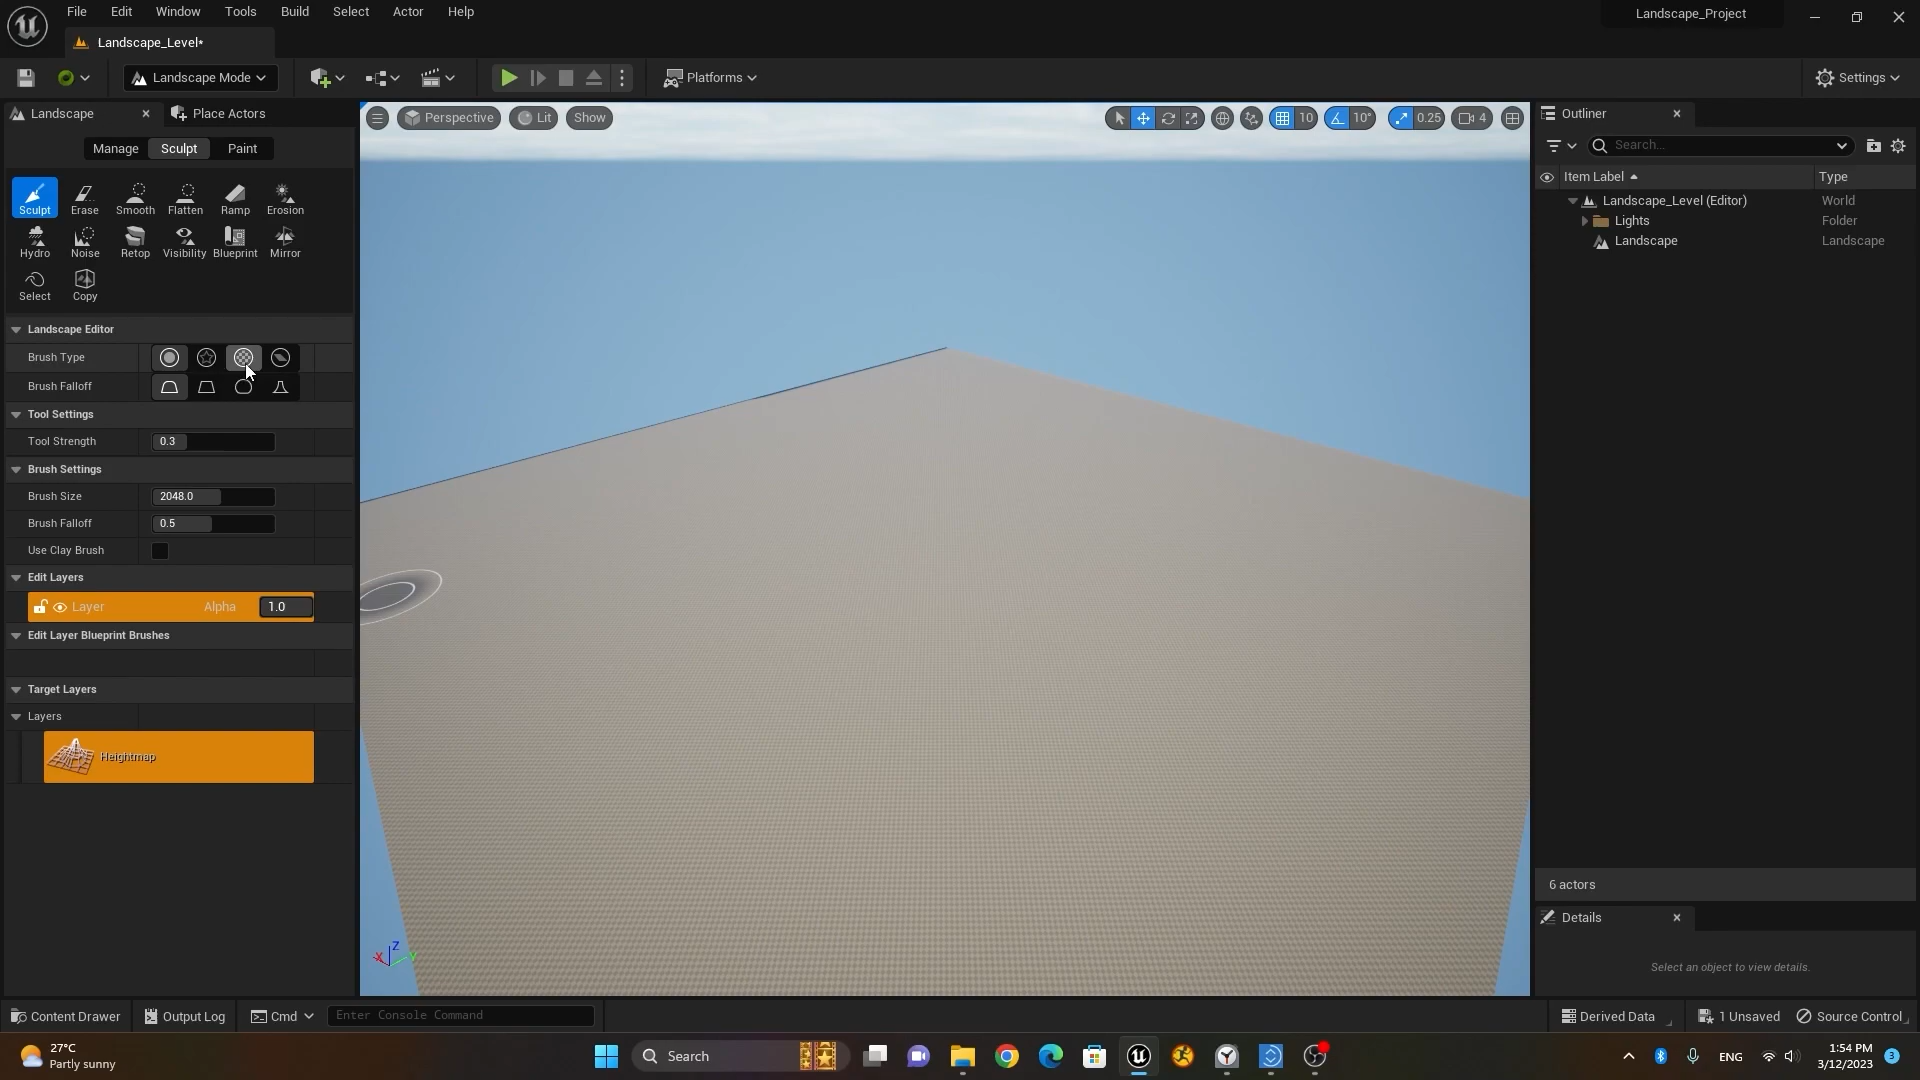 File Edit Window Tools Build Select Actor Help
Landscape_Project
Landscape_Level*
Landscape Mode
Platforms
Settings
Landscape
Place Actors
Manage Sculpt Paint
Sculpt Erase Smooth Flatten Ramp Erosion
Hydro Noise Retop Visibility Blueprint Mirror
Select Copy
Landscape Editor
Brush Type
Brush Falloff
Tool Settings
Tool Strength 0.3
Brush Settings
Brush Size 2048.0
Brush Falloff 0.5
Use Clay Brush
Edit Layers
Layer Alpha 1.0
Edit Layer Blueprint Brushes
Target Layers
Layers
Heightmap
Perspective Lit Show
10 10° 0.25 4
Z
X Y
Outliner
Search...
Item Label Type
Landscape_Level (Editor) World
Lights Folder
Landscape Landscape
6 actors
Details
Select an object to view details.
Content Drawer Output Log Cmd Enter Console Command
Derived Data 1 Unsaved Source Control
27°C
Partly sunny
Search
ENG
1:54 PM
3/12/2023
3